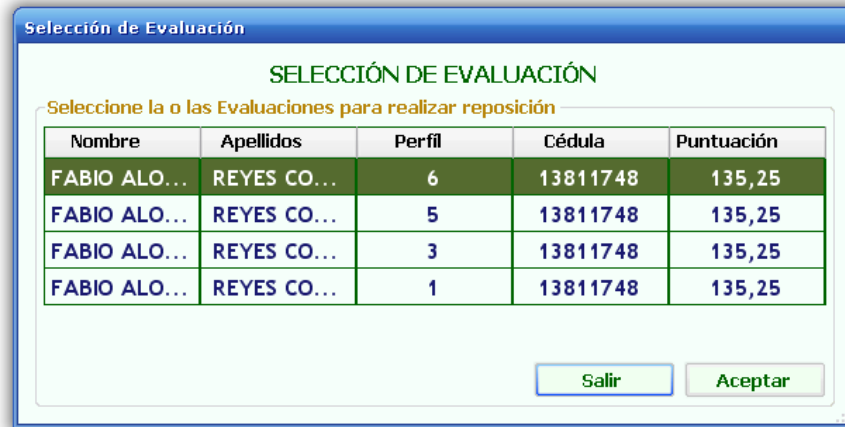 Selección de Evaluación
SELECCIÓN DE EVALUACIÓN
Seleccione la o las Evaluaciones para realizar reposición
Nombre Apellidos Perfíl Cédula Puntuación
FABIO ALO... REYES CO... 6 13811748 135,25
FABIO ALO... REYES CO... 5 13811748 135,25
FABIO ALO... REYES CO... 3 13811748 135,25
FABIO ALO... REYES CO... 1 13811748 135,25
Salir Aceptar